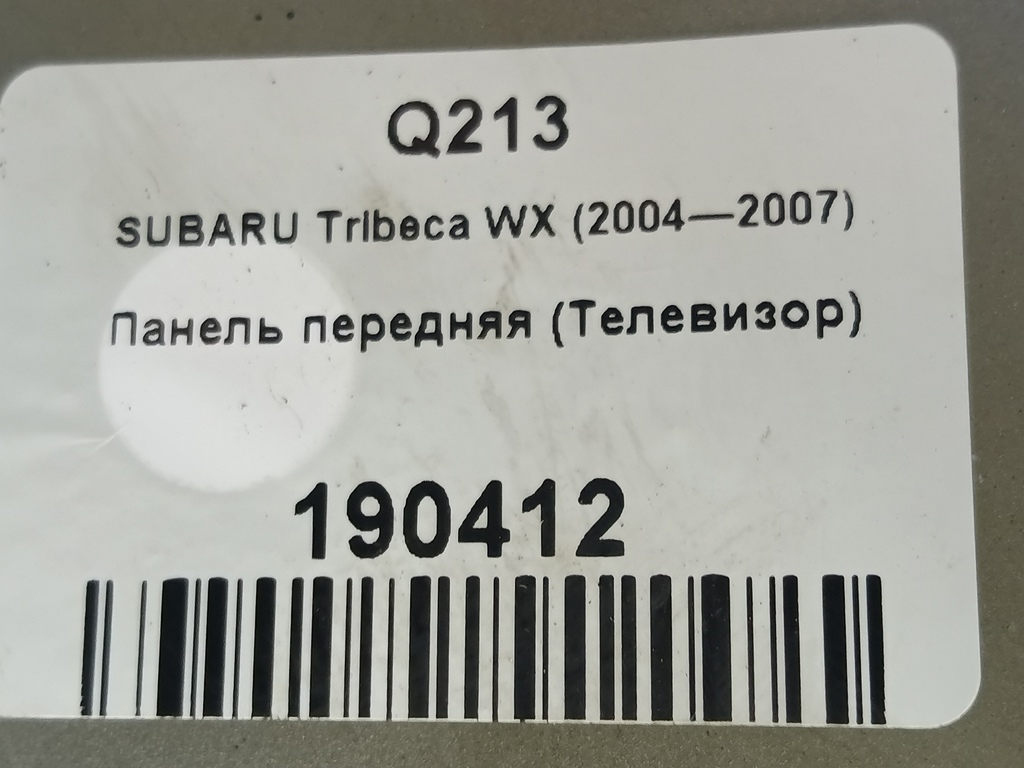 Q213
SUBARU Tribeca WX (2004—2007)
Панель передняя (Телевизор)
190412